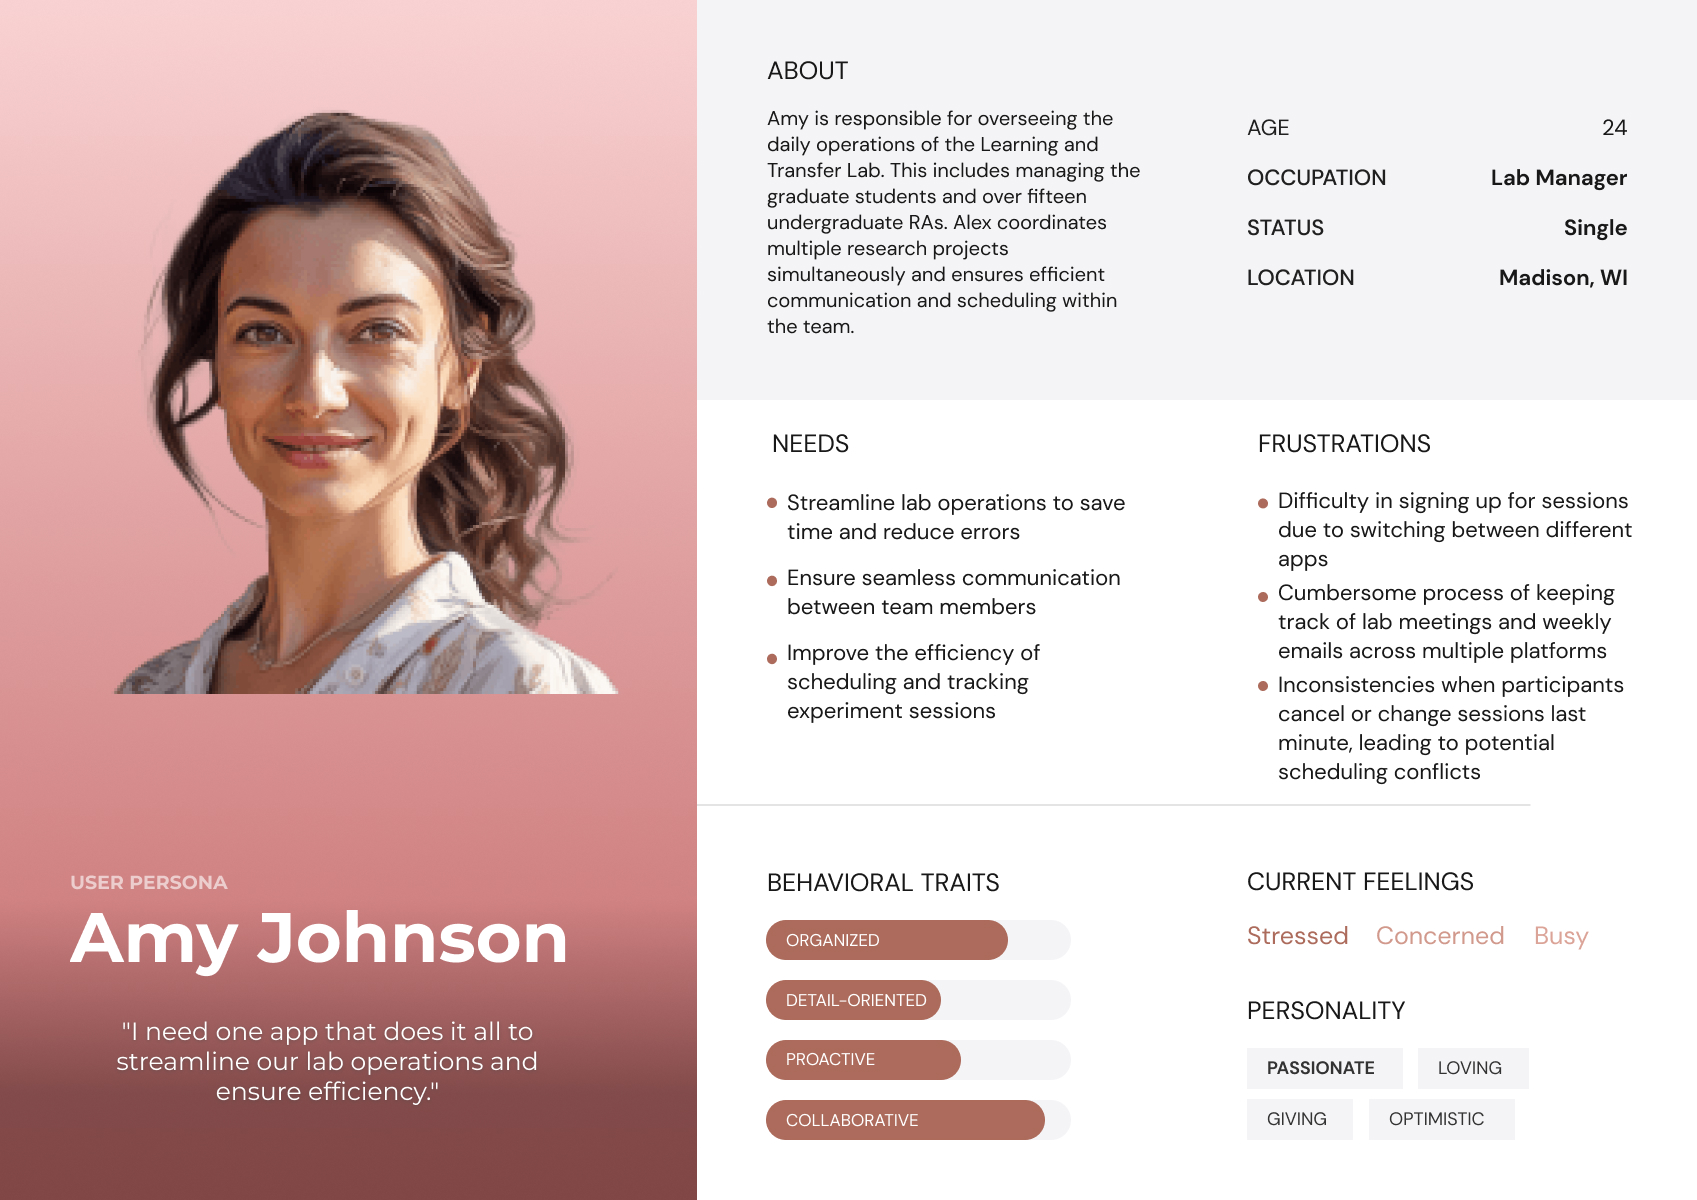 USER PERSONA
Amy Johnson
"I need one app that does it all to
streamline our lab operations and
ensure efficiency."
ABOUT
Amy is responsible for overseeing the
daily operations of the Learning and
Transfer Lab. This includes managing the
graduate students and over fifteen
undergraduate RAs. Alex coordinates
multiple research projects
simultaneously and ensures efficient
communication and scheduling within
the team.
AGE 24
OCCUPATION Lab Manager
STATUS Single
LOCATION Madison, WI
NEEDS
Streamline lab operations to save
time and reduce errors
Ensure seamless communication
between team members
Improve the efficiency of
scheduling and tracking
experiment sessions
FRUSTRATIONS
Difficulty in signing up for sessions
due to switching between different
apps
Cumbersome process of keeping
track of lab meetings and weekly
emails across multiple platforms
Inconsistencies when participants
cancel or change sessions last
minute, leading to potential
scheduling conflicts
BEHAVIORAL TRAITS
ORGANIZED
DETAIL-ORIENTED
PROACTIVE
COLLABORATIVE
CURRENT FEELINGS
Stressed Concerned Busy
PERSONALITY
PASSIONATE LOVING
GIVING OPTIMISTIC